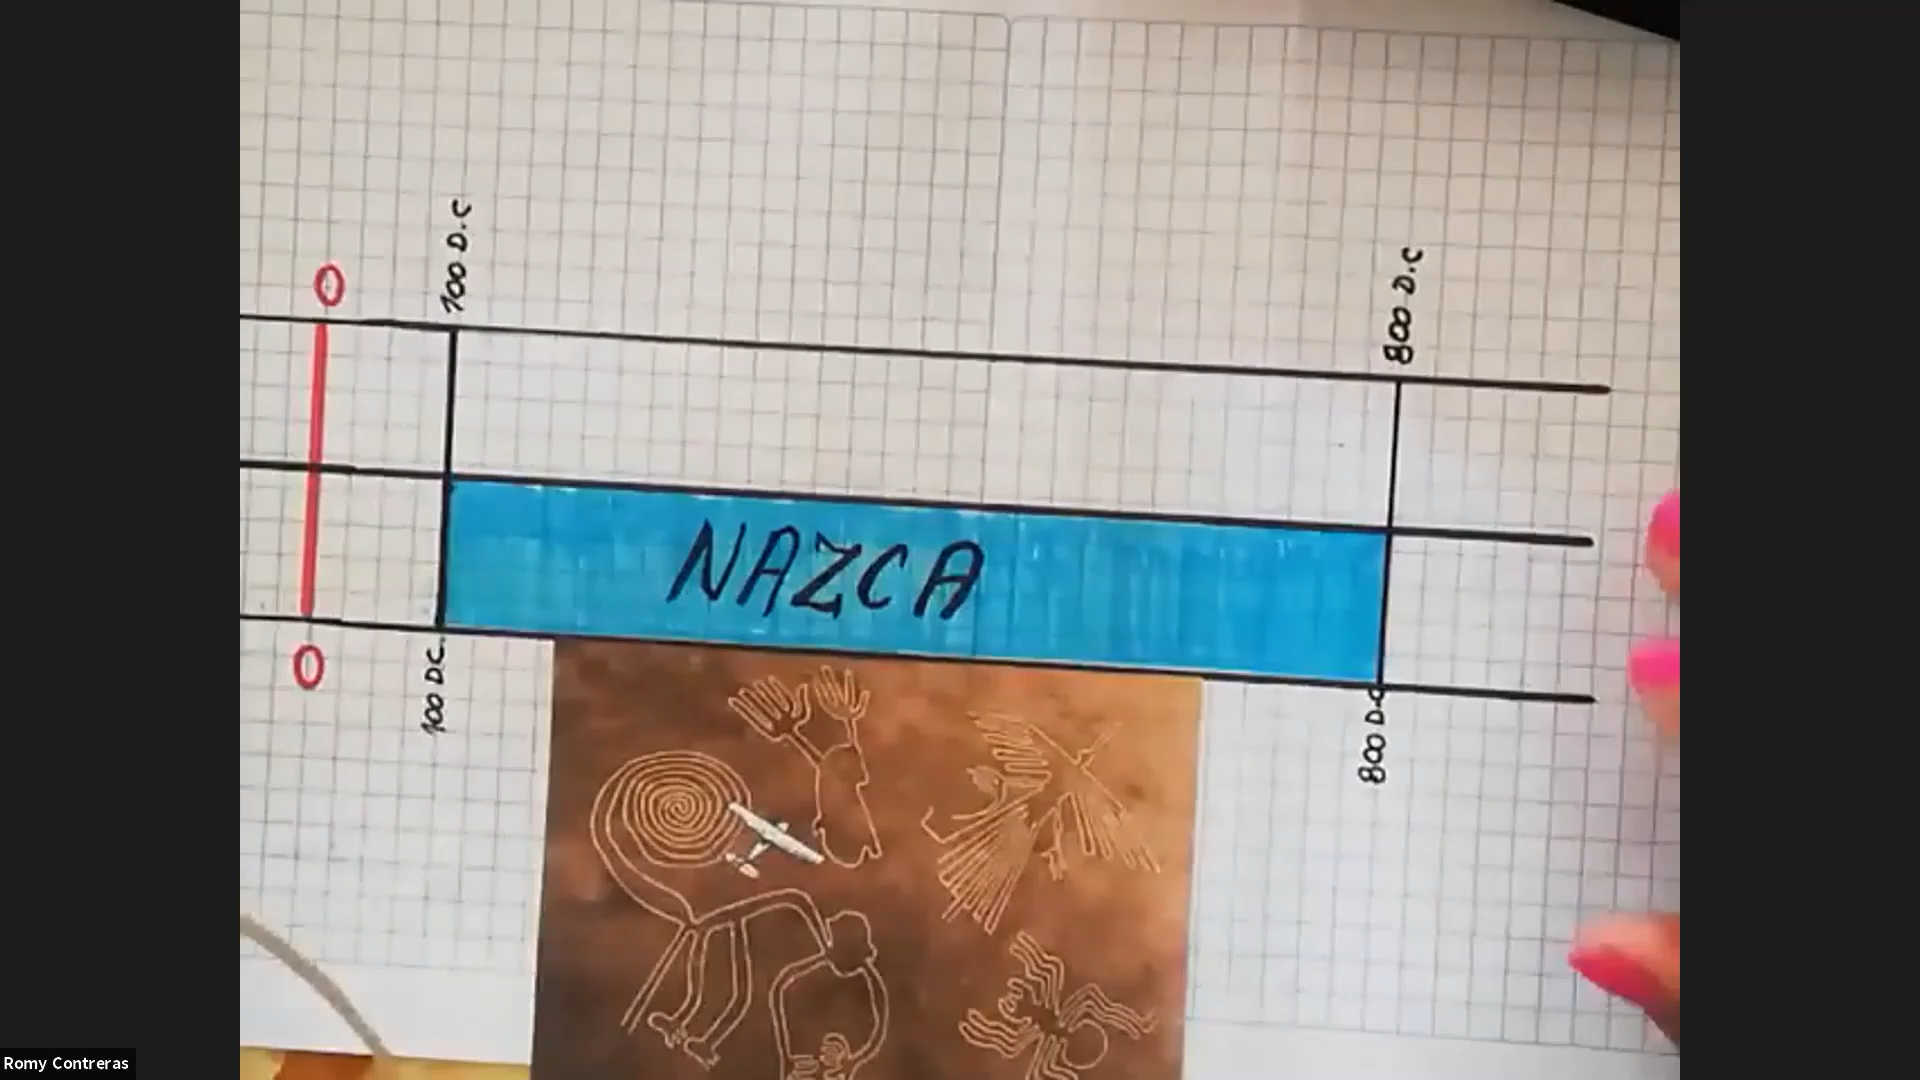 0
100 D.C
800 D.C
NAZCA
0
100 D.C.
800 D.C
Romy Contreras